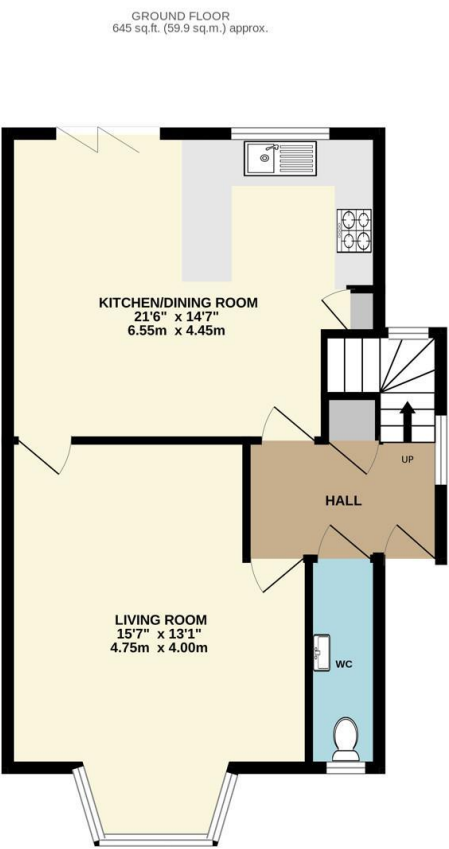 GROUND FLOOR
645 sq.ft. (59.9 sq.m.) approx.
KITCHEN/DINING ROOM
21'6" x 14'7"
6.55m x 4.45m
UP
HALL
LIVING ROOM
15'7" x 13'1"
4.75m x 4.00m
WC